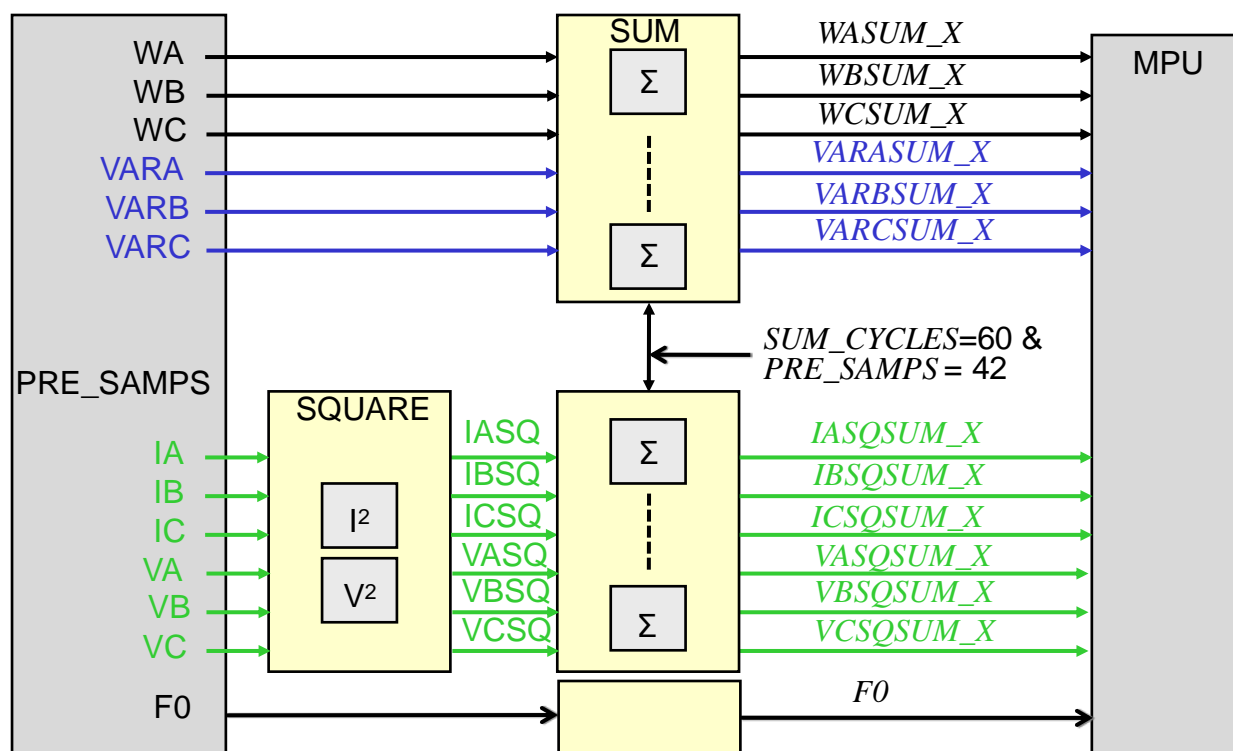 SUM
WA
WASUM_X
MPU
Σ
WB
WBSUM_X
WC
WCSUM_X
VARA
VARASUM_X
VARB
VARBSUM_X
VARC
VARCSUM_X
Σ
SUM_CYCLES=60 &
PRE_SAMPS = 42
PRE_SAMPS
SQUARE
IA
IASQ
Σ
IASQSUM_X
IB
IBSQ
IBSQSUM_X
I²
IC
ICSQ
ICSQSUM_X
VA
VASQ
VASQSUM_X
V²
VB
VBSQ
VBSQSUM_X
Σ
VC
VCSQ
VCSQSUM_X
F0
F0